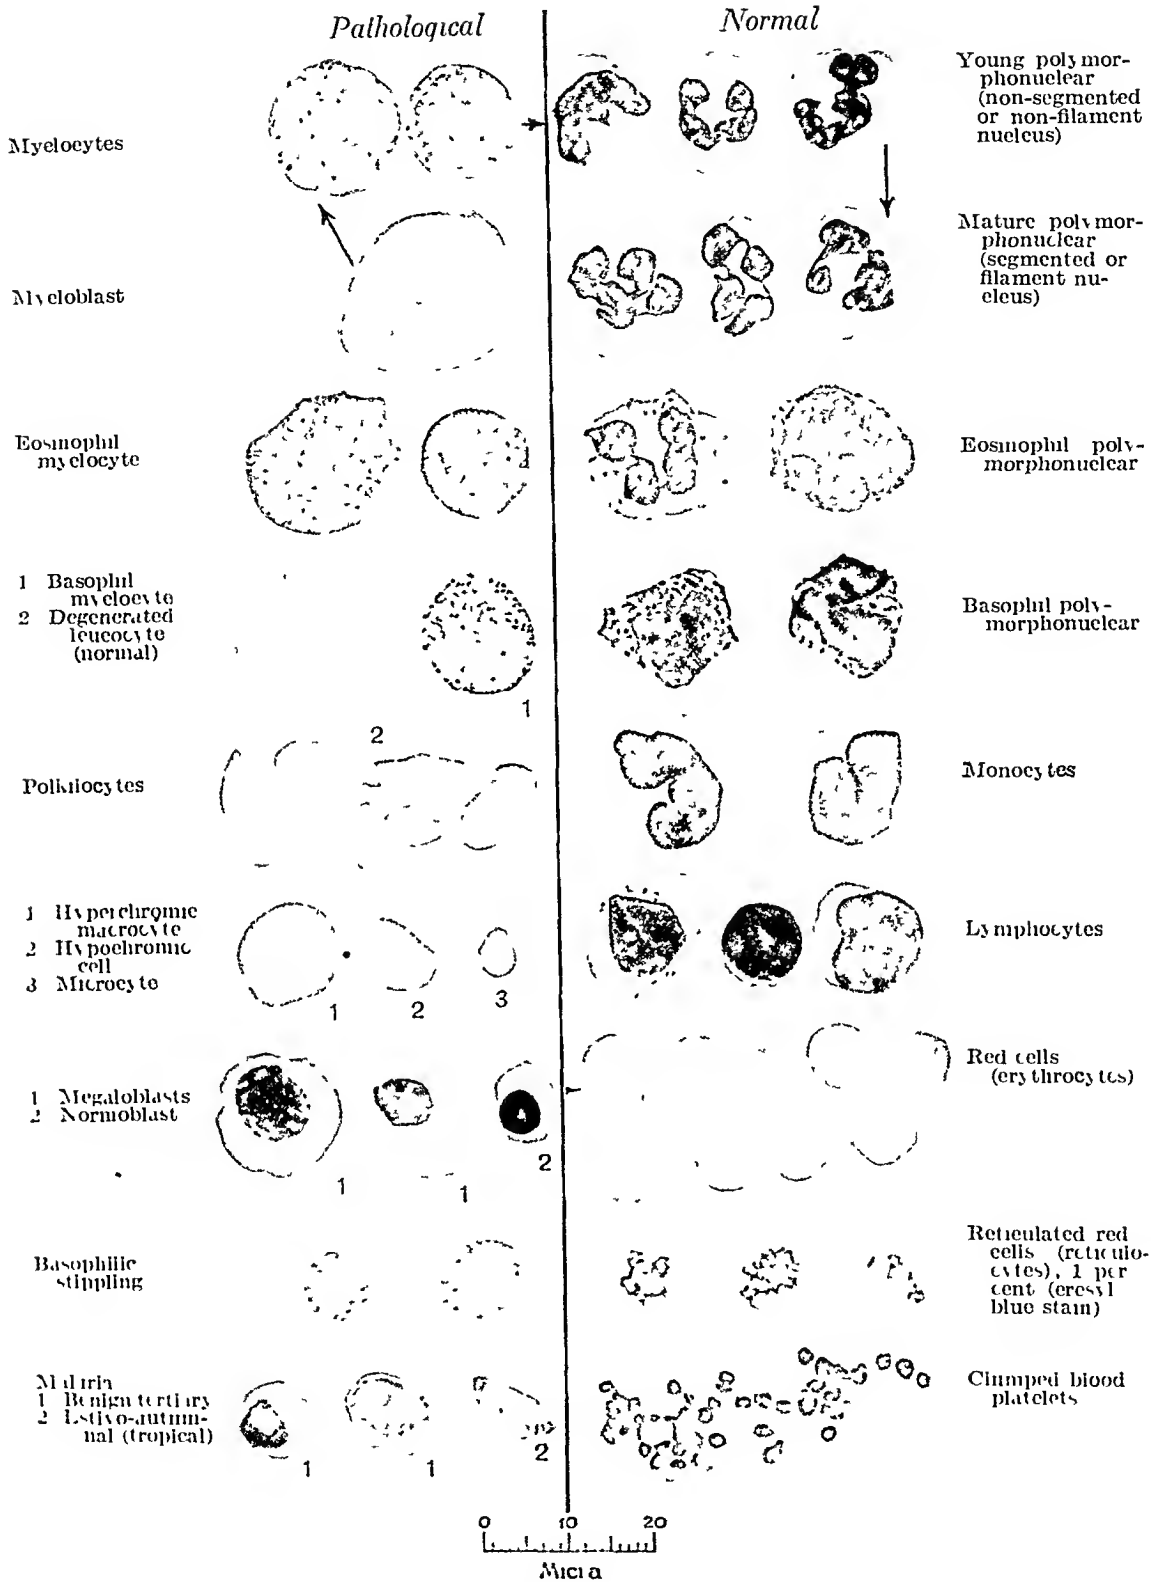 Pathological
Normal
Myelocytes
Young polymor-
phonuclear
(non-segmented
or non-filament
nucleus)
Myeloblast
Mature polymor-
phonuclear
(segmented or
filament nu-
cleus)
Eosinophil
myelocyte
Eosinophil poly-
morphonuclear
1 Basophil
myelocyte
2 Degenerated
leucocyte
(normal)
1
2
Basophil poly-
morphonuclear
Poikilocytes
Monocytes
1 Hyperchromic
macrocyte
2 Hypochromic
cell
3 Microcyte
1 2 3
Lymphocytes
1 Megaloblasts
2 Normoblast
1 1 2
Red cells
(erythrocytes)
Basophilic
stippling
Reticulated red
cells (reticulo-
cytes), 1 per
cent (cresyl
blue stain)
Malaria
1 Benign tertiary
2 Estivo-autum-
nal (tropical)
1 1 2
Clumped blood
platelets
0 10 20
Micra